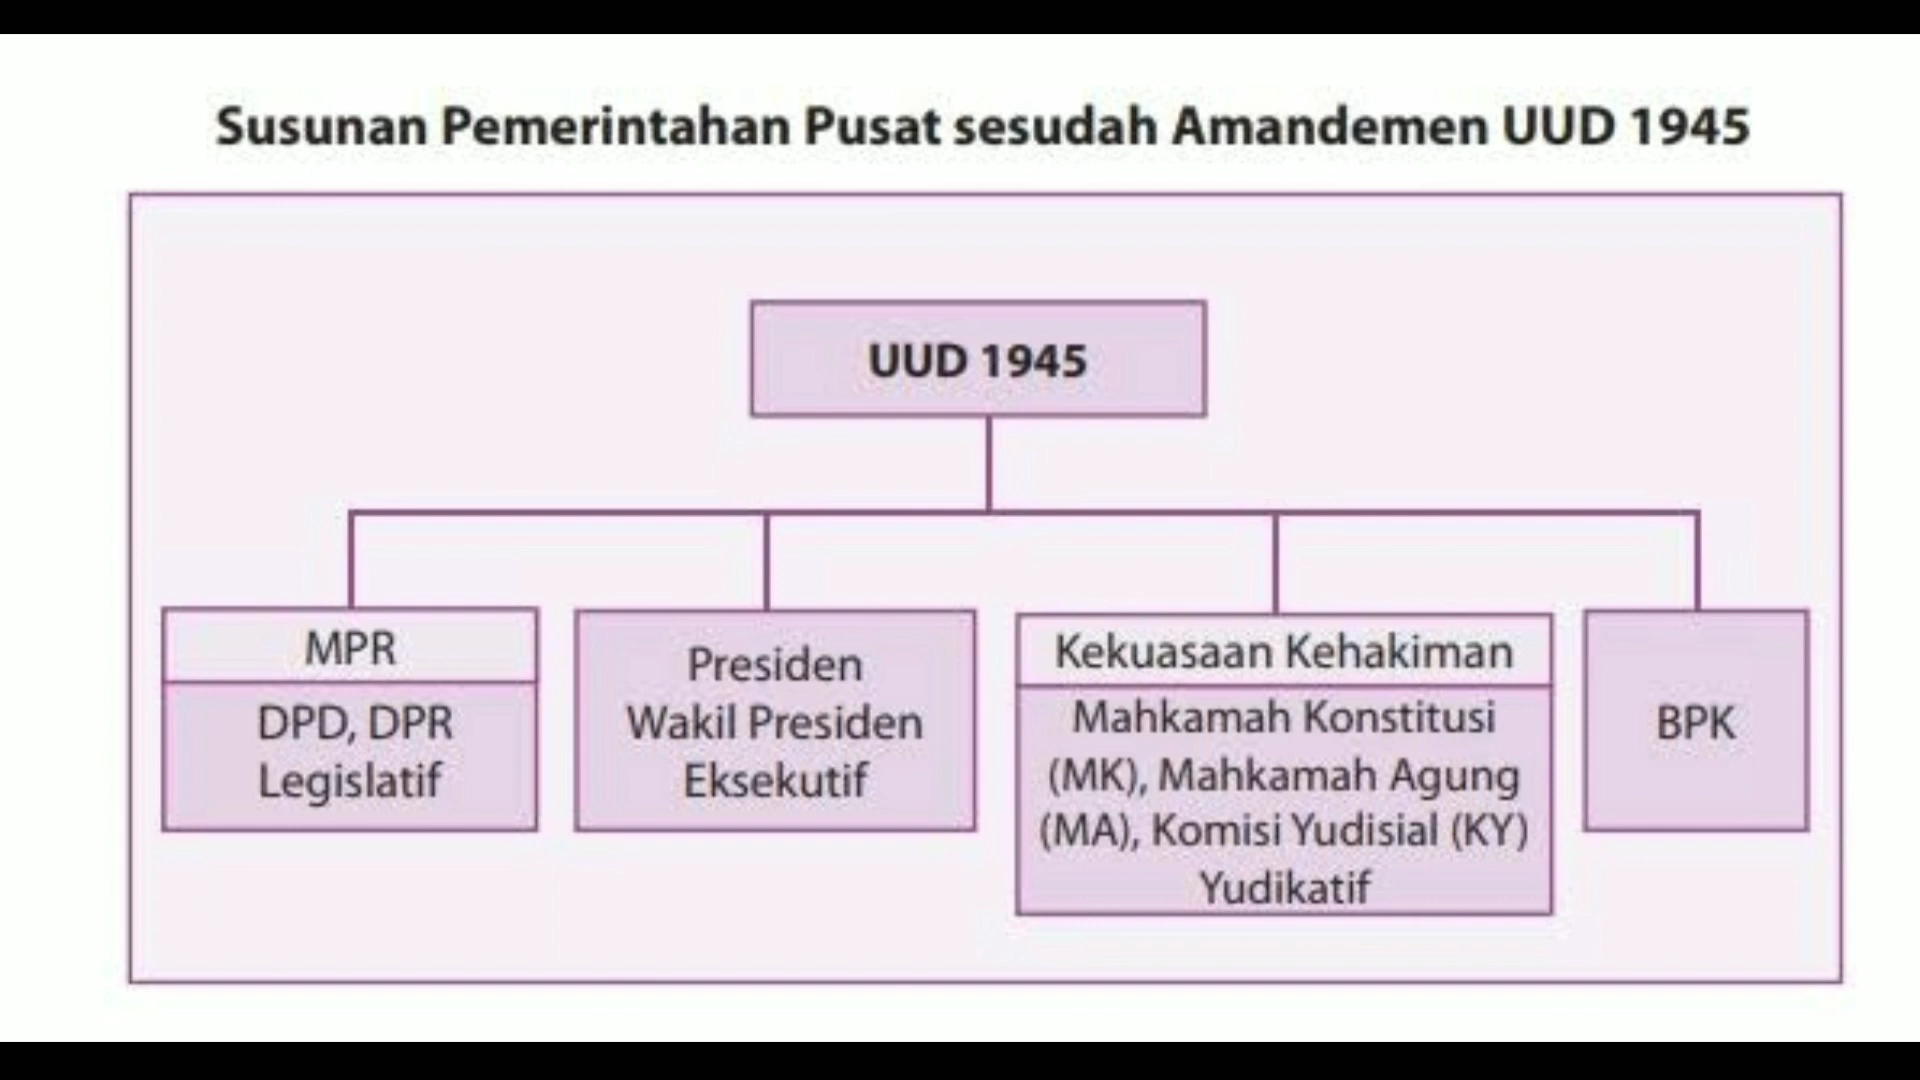 Susunan Pemerintahan Pusat sesudah Amandemen UUD 1945
UUD 1945
MPR
DPD, DPR
Legislatif
Presiden
Wakil Presiden
Eksekutif
Kekuasaan Kehakiman
Mahkamah Konstitusi
(MK), Mahkamah Agung
(MA), Komisi Yudisial (KY)
Yudikatif
BPK